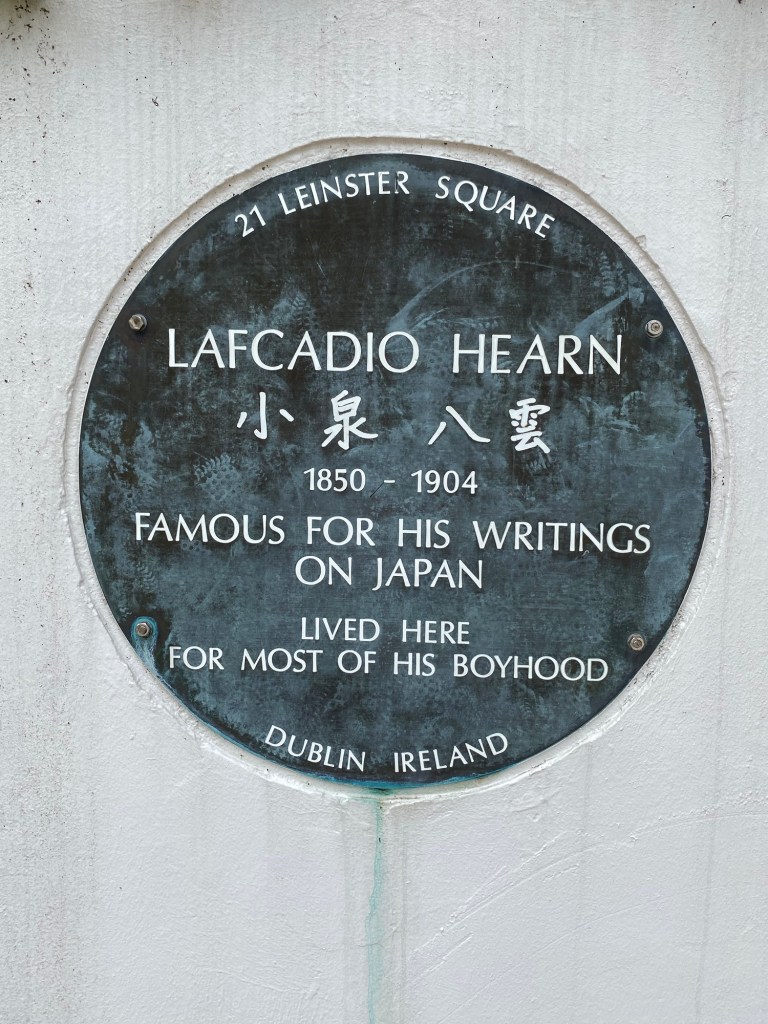 21 LEINSTER SQUARE
LAFCADIO HEARN
小泉 八雲
1850 - 1904
FAMOUS FOR HIS WRITINGS
ON JAPAN
LIVED HERE
FOR MOST OF HIS BOYHOOD
DUBLIN IRELAND